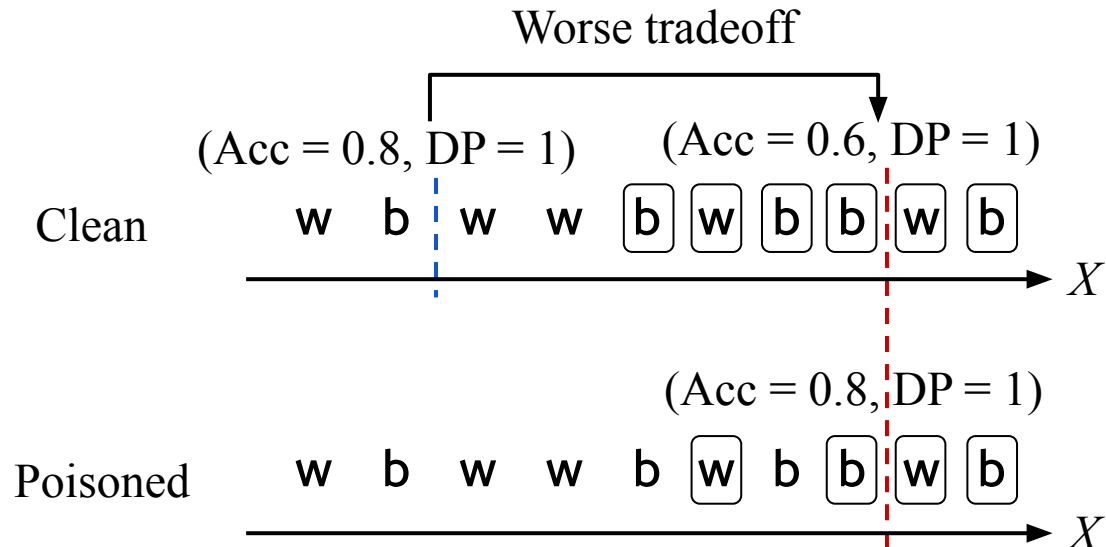 Worse tradeoff
(Acc = 0.8, DP = 1) (Acc = 0.6, DP = 1)
Clean w b w w b w b b w b
X
(Acc = 0.8, DP = 1)
Poisoned w b w w b w b b w b
X